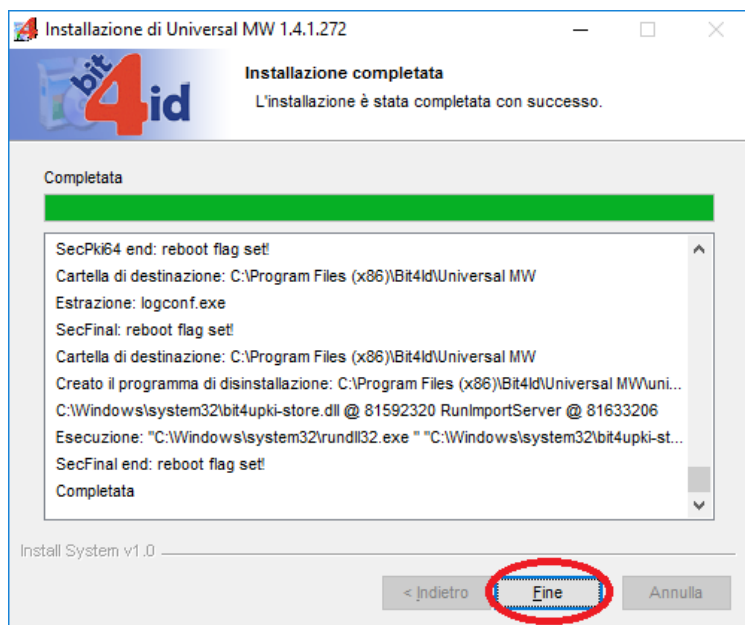 Installazione di Universal MW 1.4.1.272
bit
4id
Installazione completata
L'installazione è stata completata con successo.
Completata
SecPki64 end: reboot flag set!
Cartella di destinazione: C:\Program Files (x86)\Bit4Id\Universal MW
Estrazione: logconf.exe
SecFinal: reboot flag set!
Cartella di destinazione: C:\Program Files (x86)\Bit4Id\Universal MW
Creato il programma di disinstallazione: C:\Program Files (x86)\Bit4Id\Universal MW\uni...
C:\Windows\system32\bit4upki-store.dll @ 81592320 RunImportServer @ 81633206
Esecuzione: "C:\Windows\system32\rundll32.exe " "C:\Windows\system32\bit4upki-st...
SecFinal end: reboot flag set!
Completata
Install System v1.0
< Indietro
Fine
Annulla